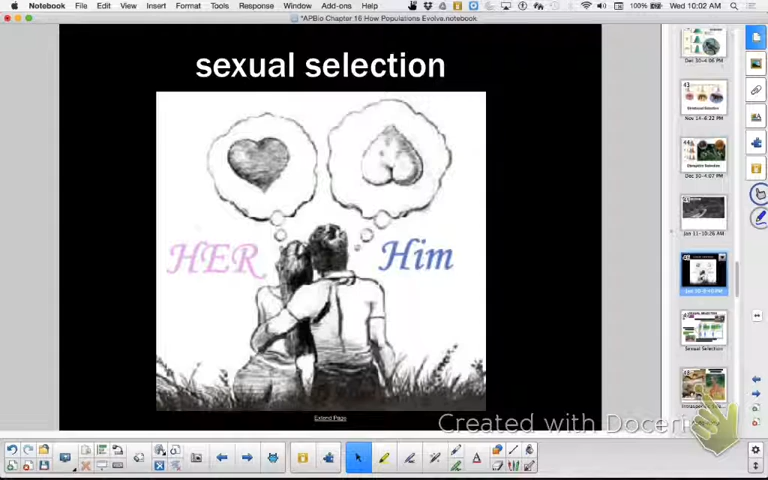 Notebook File Edit View Insert Format Tools Response Window Add-ons Help 100% Wed 10:02 AM
*APBio Chapter 16 How Populations Evolve.notebook
sexual selection
HER
Him
Extend Page
Sexual Selection
Created with Doceri